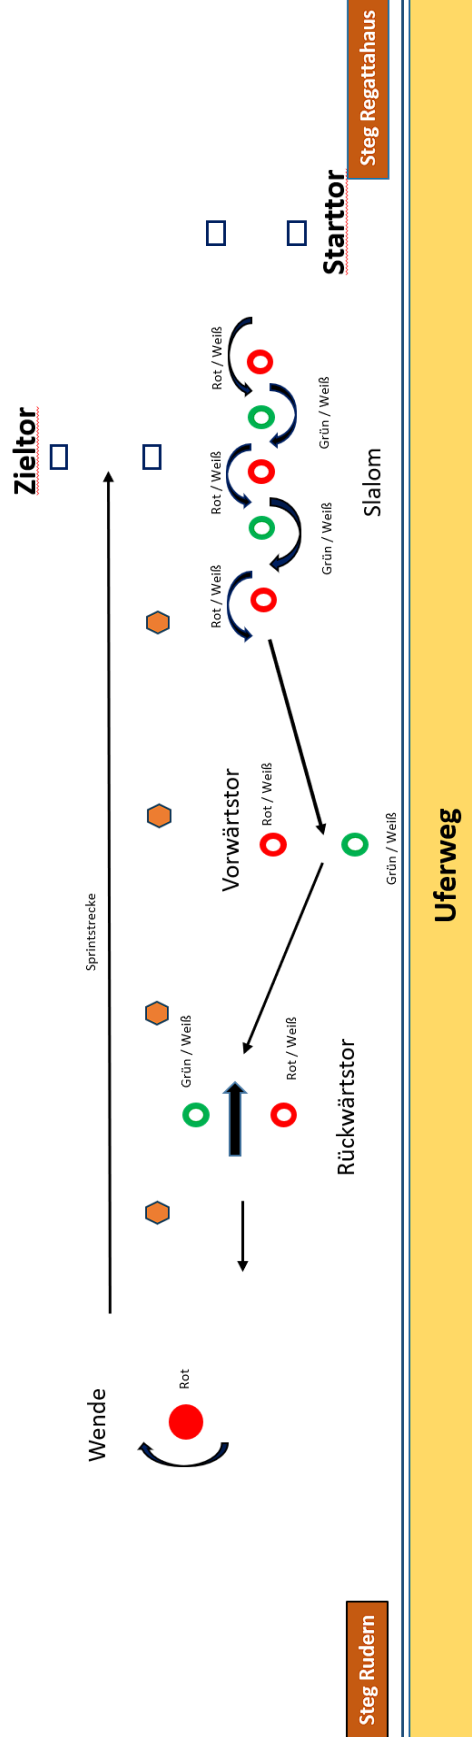 Zieltor
Starttor
Steg Regattahaus
Rot / Weiß
Grün / Weiß
Rot / Weiß
Grün / Weiß
Rot / Weiß
Slalom
Vorwärtstor
Rot / Weiß
Grün / Weiß
Sprintstrecke
Grün / Weiß
Rot / Weiß
Rückwärtstor
Wende
Rot
Steg Rudern
Uferweg